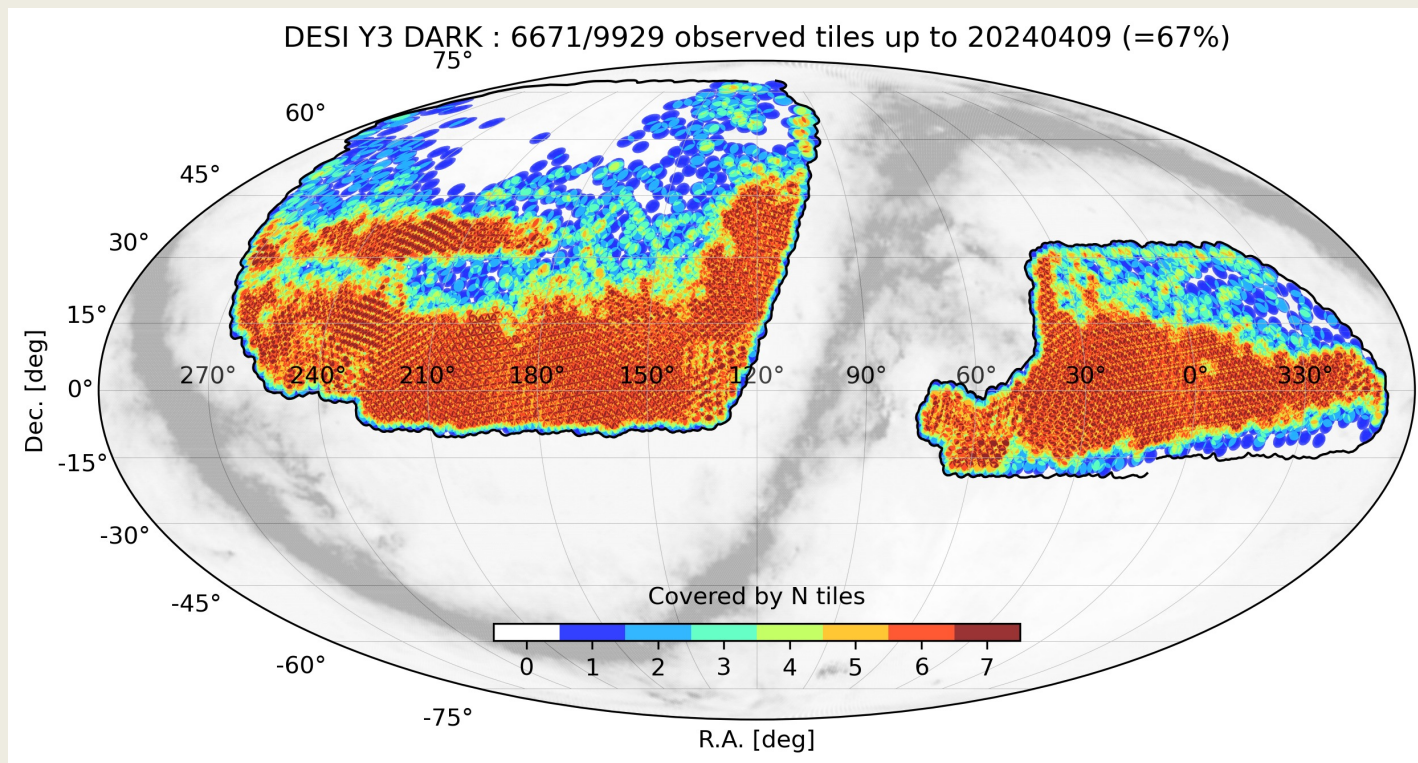 DESI Y3 DARK : 6671/9929 observed tiles up to 20240409 (=67%)
75°
60°
45°
30°
15°
0°
-15°
-30°
-45°
-60°
-75°
Dec. [deg]
270° 240° 210° 180° 150° 120° 90° 60° 30° 0° 330°
Covered by N tiles
0 1 2 3 4 5 6 7
R.A. [deg]